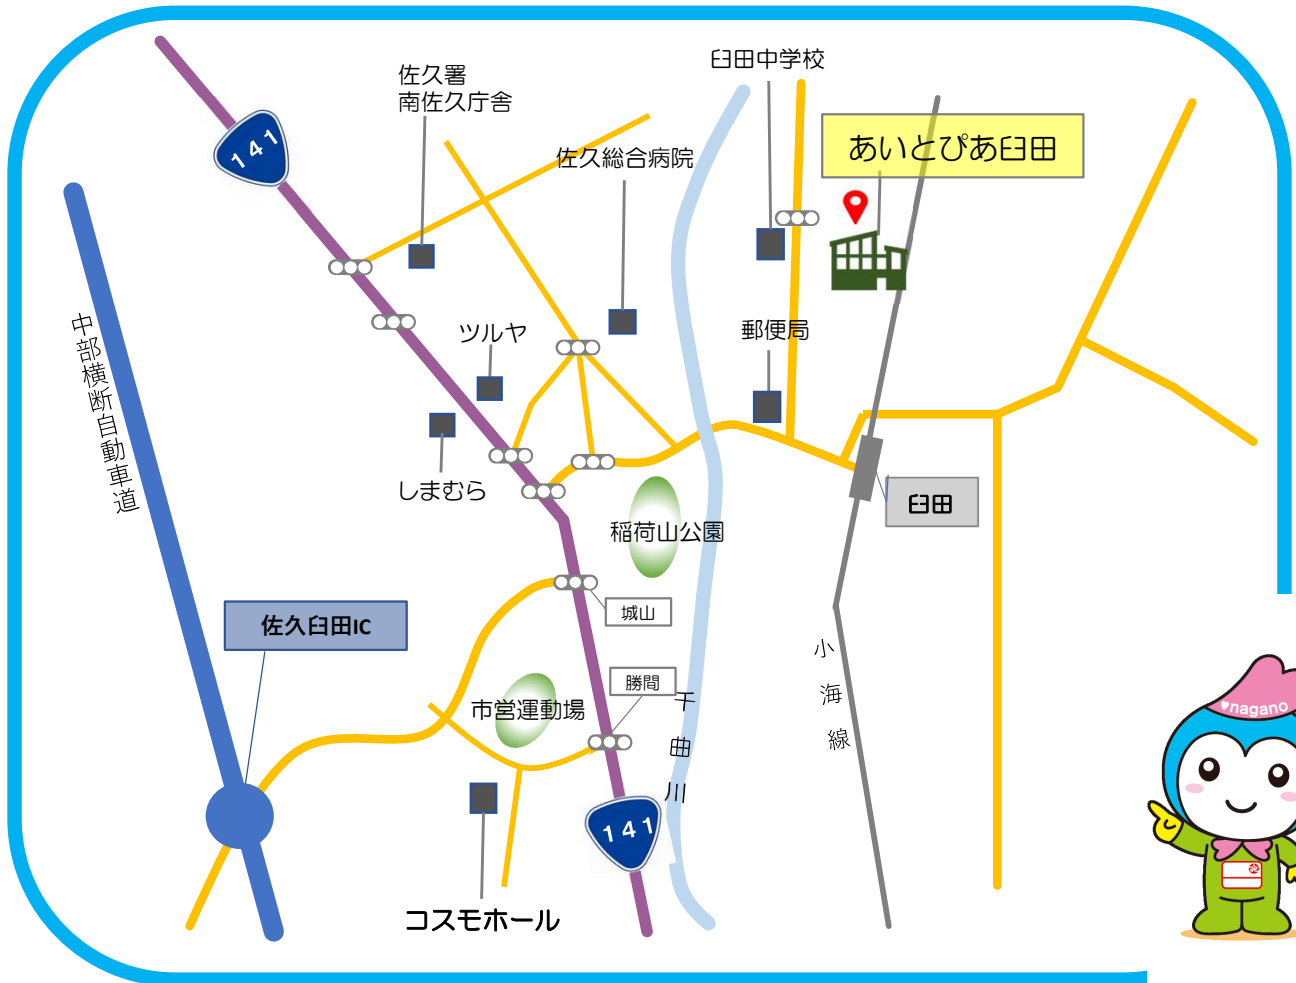 臼田中学校
佐久署
南佐久庁舎
141
佐久総合病院
あいとぴあ臼田
中部横断自動車道
ツルヤ
郵便局
しまむら
臼田
稲荷山公園
城山
佐久臼田IC
小海線
勝間
市営運動場
千曲川
♥nagano
141
コスモホール